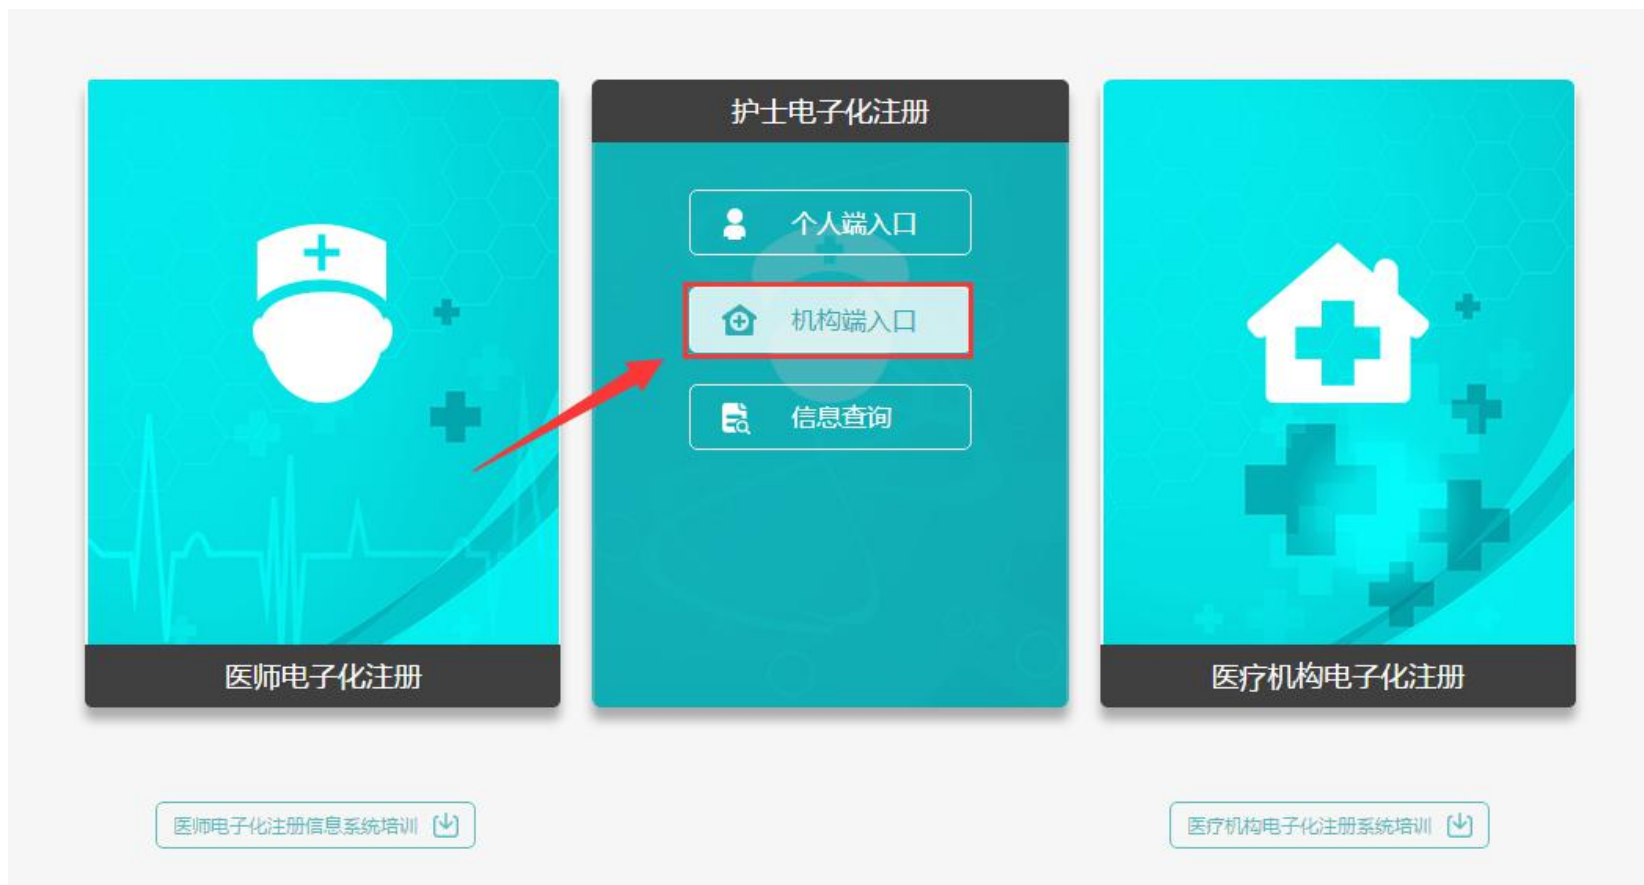 护士电子化注册
个人端入口
机构端入口
信息查询
医师电子化注册
医疗机构电子化注册
医师电子化注册信息系统培训
医疗机构电子化注册系统培训